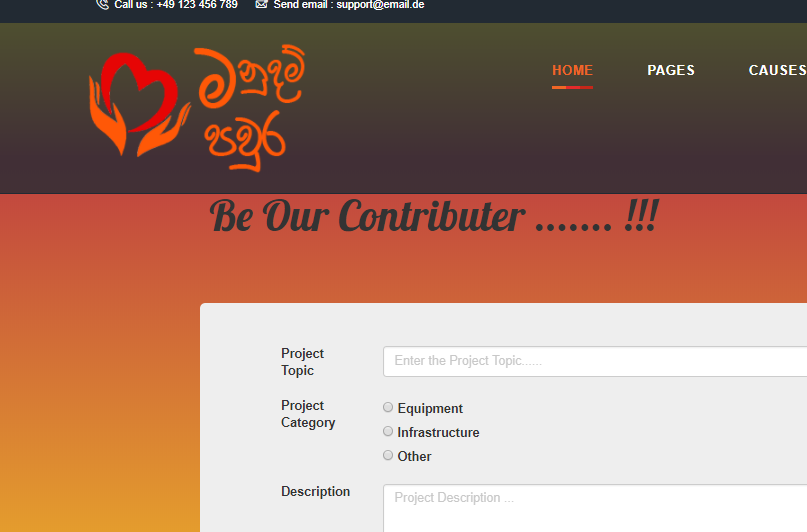 Call us : +49 123 456 789 Send email : support@email.de
මනුදම්
පවුර
HOME PAGES CAUSES
Be Our Contributer ....... !!!
Project
Topic
Enter the Project Topic......
Project
Category
Equipment
Infrastructure
Other
Description
Project Description ...